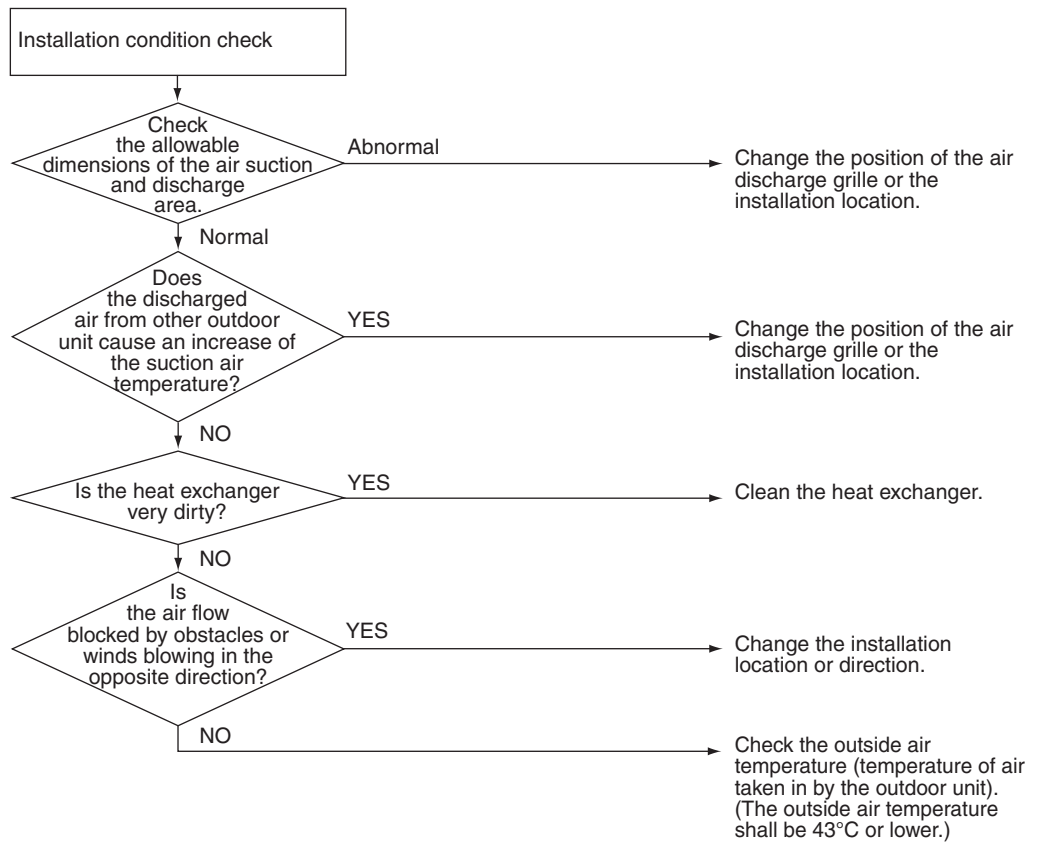 Installation condition check
Check
the allowable
dimensions of the air suction
and discharge
area.
Abnormal
Change the position of the air
discharge grille or the
installation location.
Normal
Does
the discharged
air from other outdoor
unit cause an increase of
the suction air
temperature?
YES
Change the position of the air
discharge grille or the
installation location.
NO
Is the heat exchanger
very dirty?
YES
Clean the heat exchanger.
NO
Is
the air flow
blocked by obstacles or
winds blowing in the
opposite direction?
YES
Change the installation
location or direction.
NO
Check the outside air
temperature (temperature of air
taken in by the outdoor unit).
(The outside air temperature
shall be 43°C or lower.)